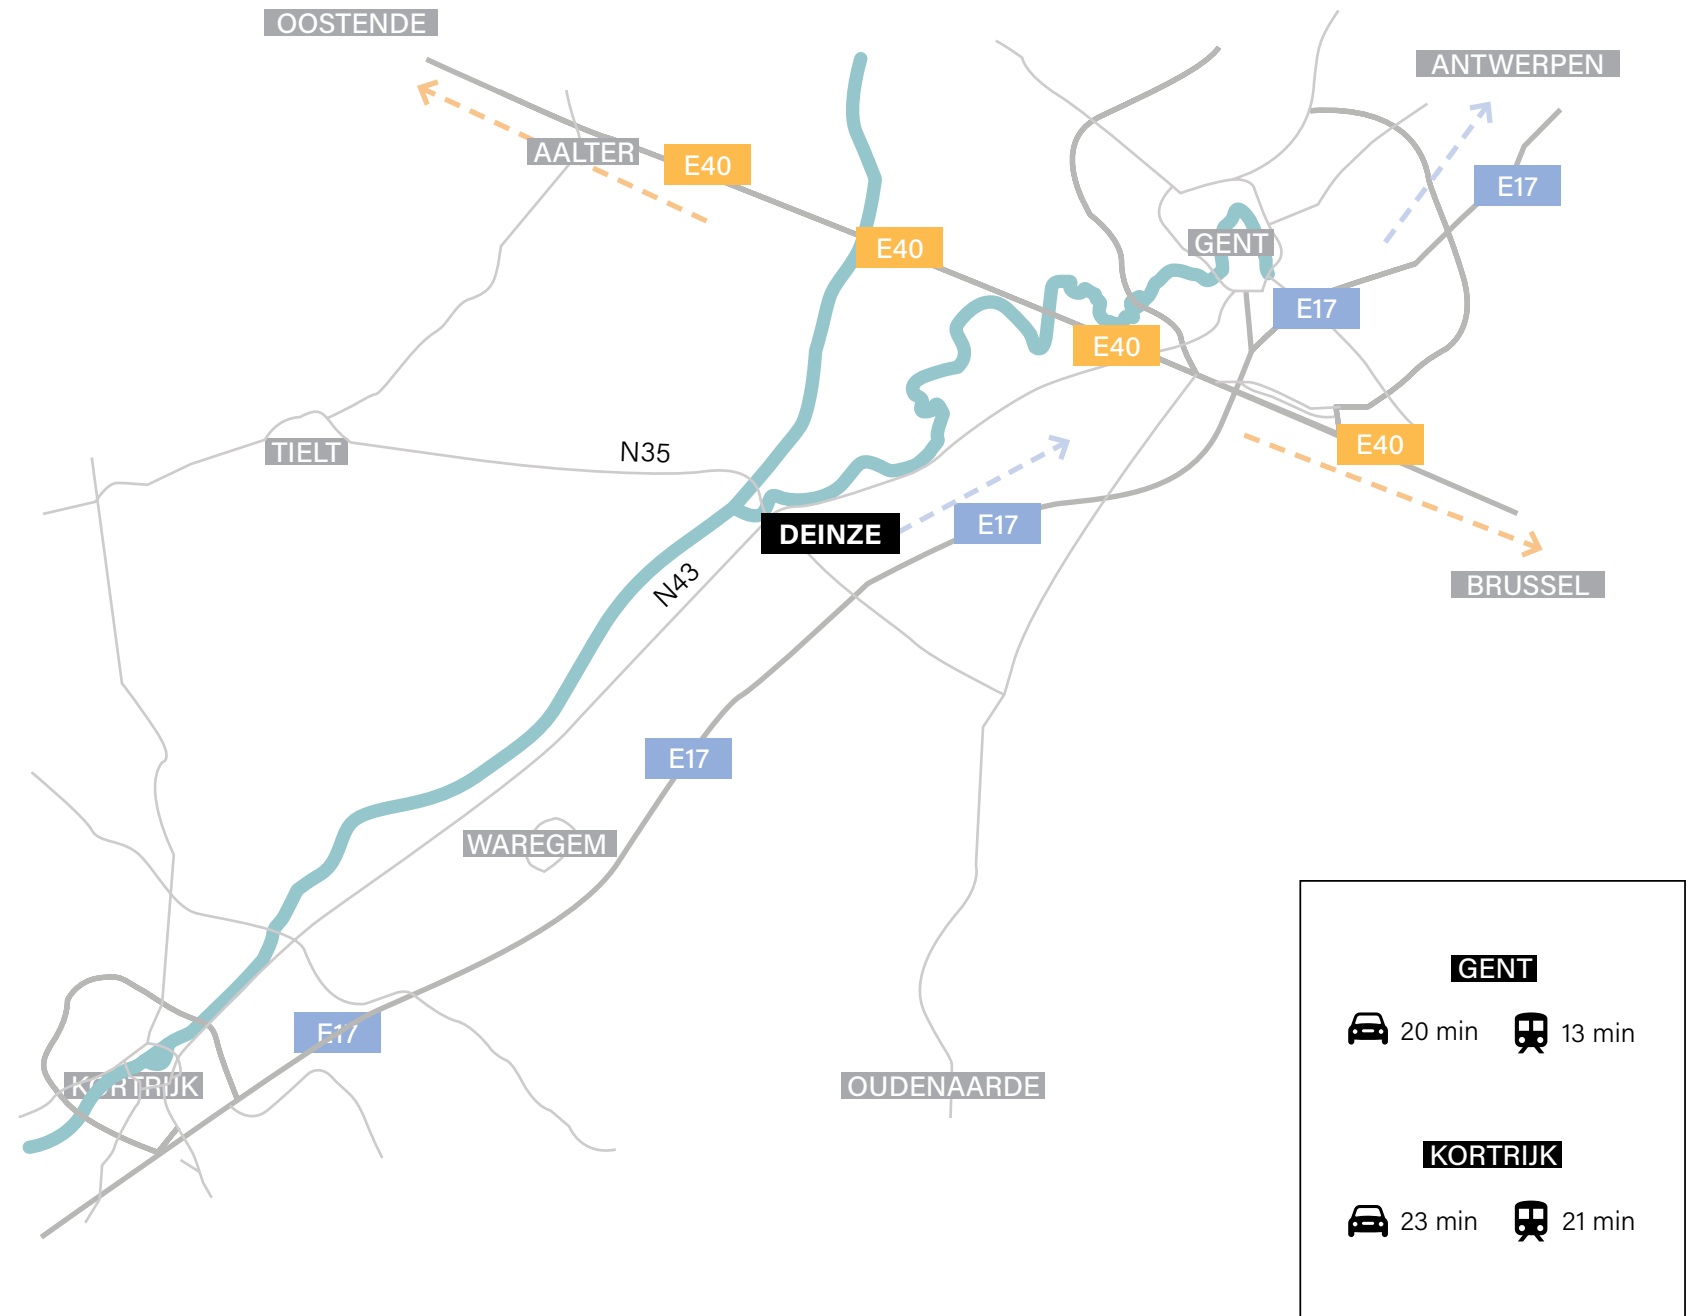 OOSTENDE
ANTWERPEN
AALTER
E40
E17
GENT
E40
E17
E40
TIELT
N35
E40
E17
DEINZE
N43
BRUSSEL
E17
WAREGEM
E17
KORTRIJK
OUDENAARDE
GENT
20 min
13 min
KORTRIJK
23 min
21 min